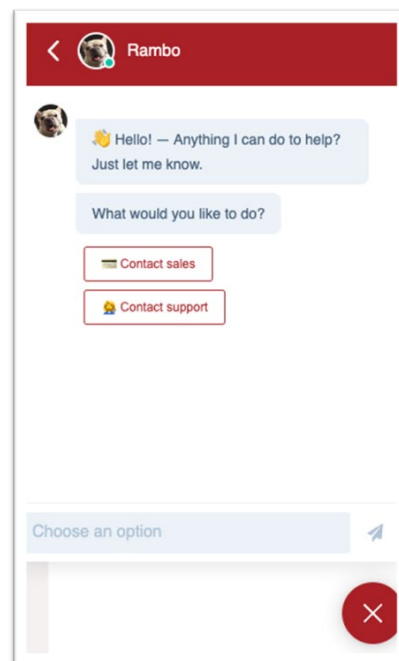 Rambo
👋 Hello! — Anything I can do to help?
Just let me know.
What would you like to do?
💳 Contact sales
🙋 Contact support
Choose an option